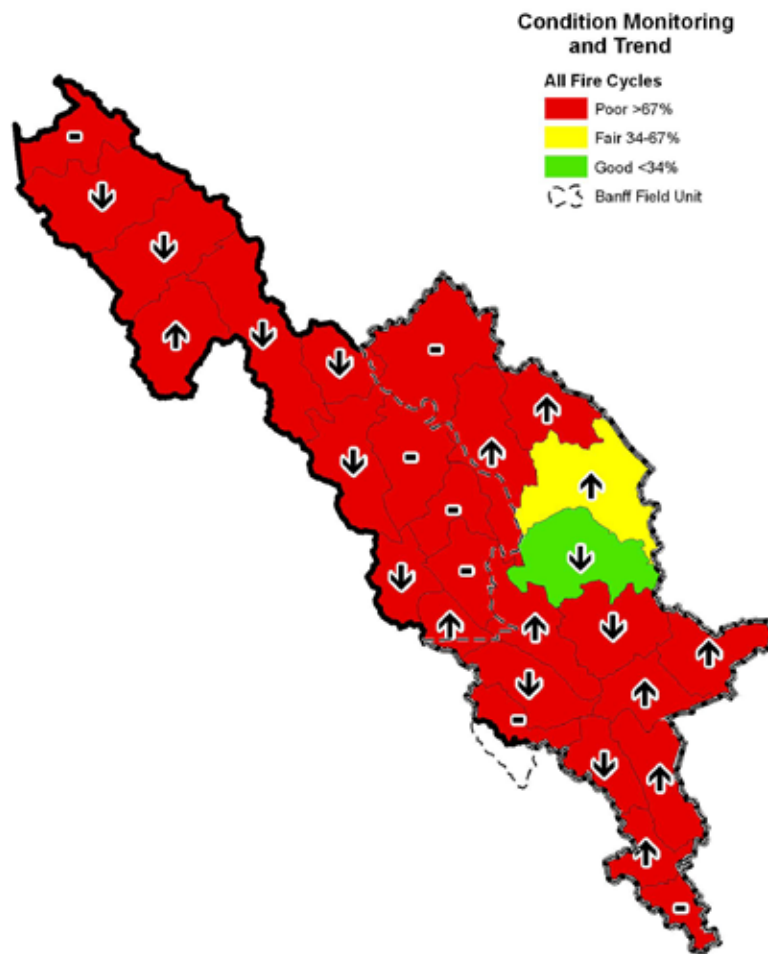 Condition Monitoring
and Trend
All Fire Cycles
Poor >67%
Fair 34-67%
Good <34%
Banff Field Unit